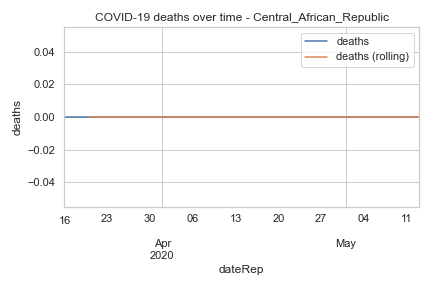 COVID-19 deaths over time - Central_African_Republic
deaths
deaths (rolling)
0.04
0.02
0.00
−0.02
−0.04
deaths
16 23 30 06 13 20 27 04 11
Apr May
2020
dateRep